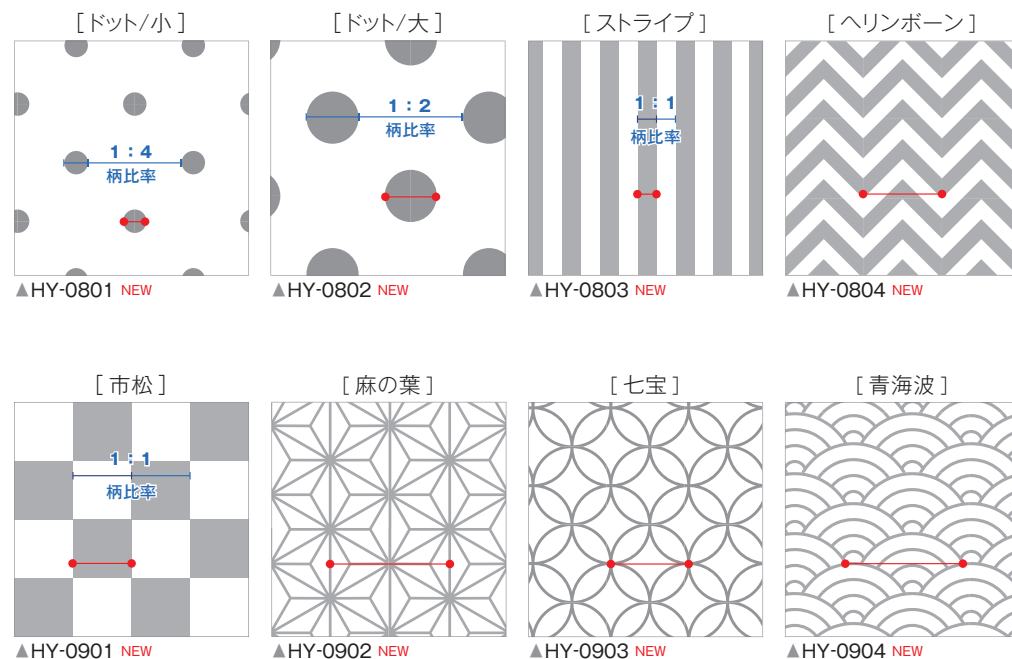 [ドット/小]
[ドット/大]
[ストライプ]
[ヘリンボーン]
1：4
柄比率
1：2
柄比率
1：1
柄比率
▲HY-0801 NEW
▲HY-0802 NEW
▲HY-0803 NEW
▲HY-0804 NEW
[市松]
[麻の葉]
[七宝]
[青海波]
1：1
柄比率
▲HY-0901 NEW
▲HY-0902 NEW
▲HY-0903 NEW
▲HY-0904 NEW